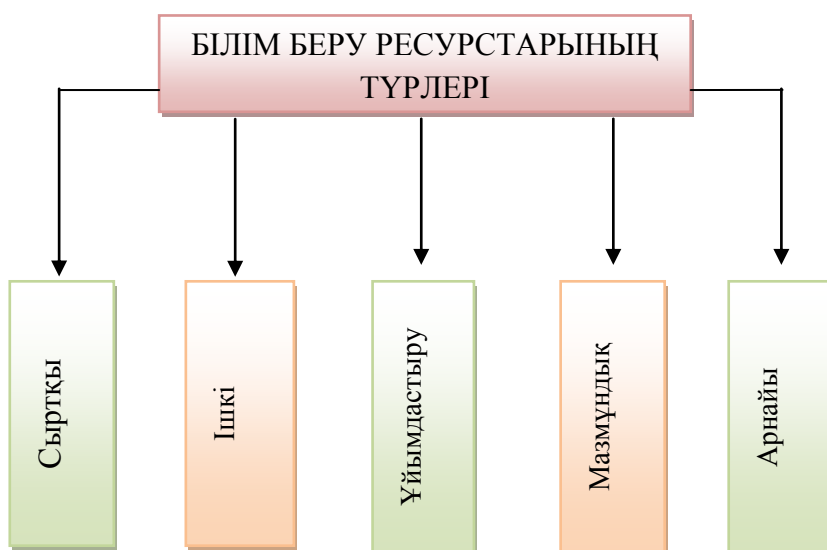 БІЛІМ БЕРУ РЕСУРСТАРЫНЫҢ
ТҮРЛЕРІ
Сыртқы
Ішкі
Ұйымдастыру
Мазмұндық
Арнайы